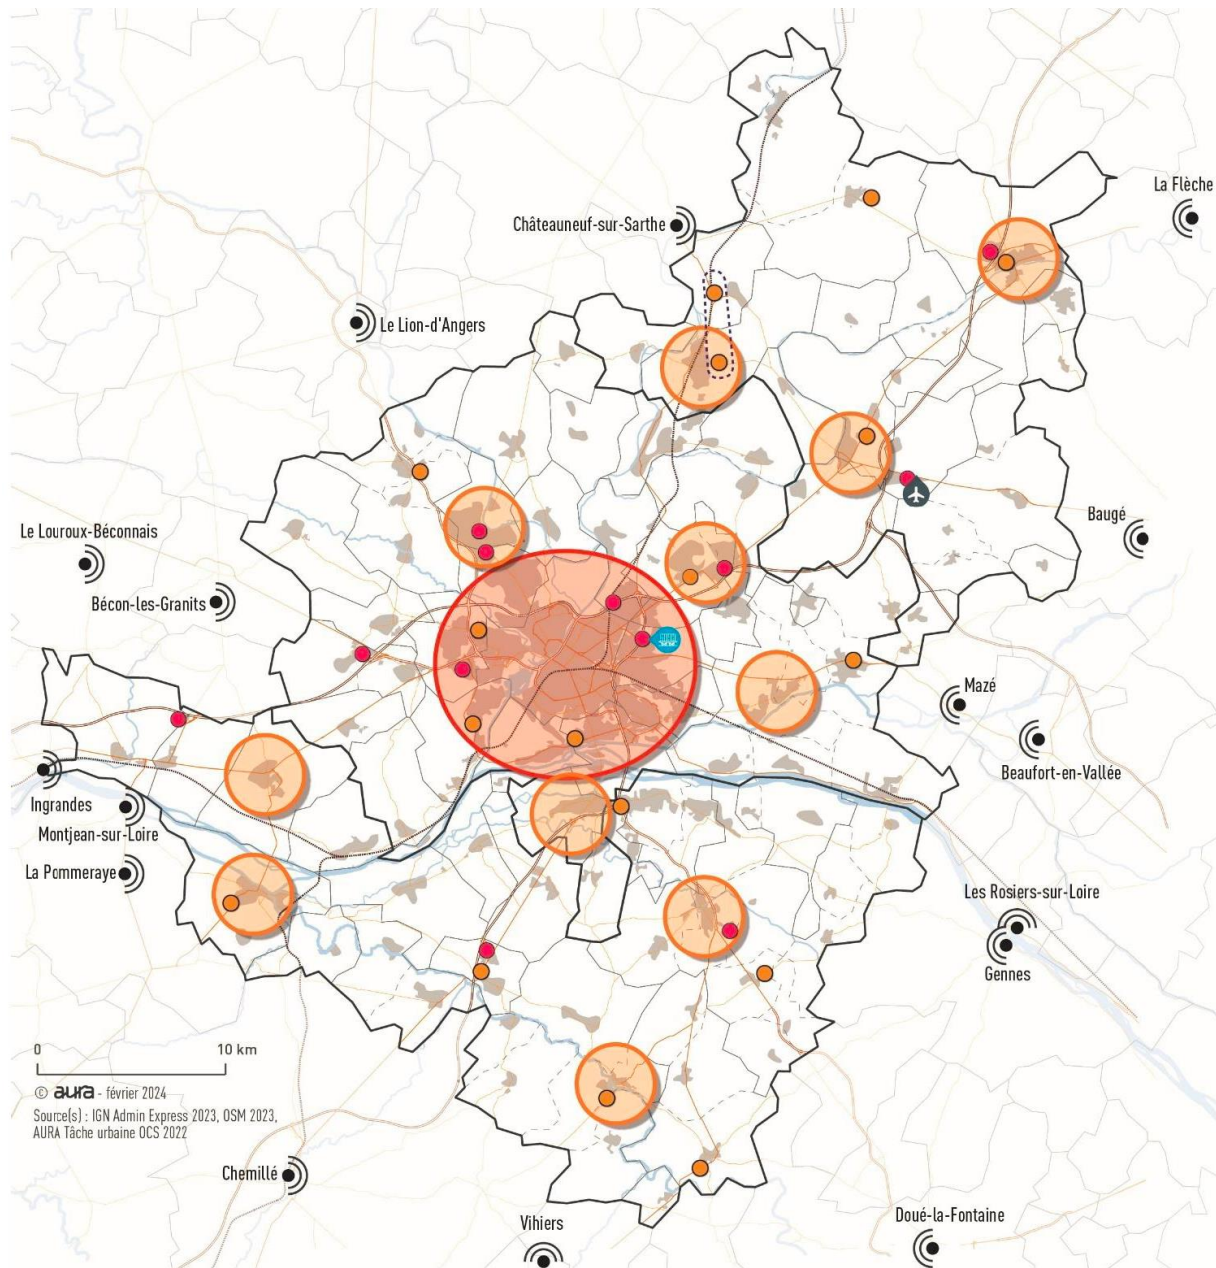 La Flèche
Châteauneuf-sur-Sarthe
Le Lion-d'Angers
Baugé
Le Louroux-Béconnais
Bécon-les-Granits
Mazé
Beaufort-en-Vallée
Ingrandes
Montjean-sur-Loire
La Pommeraye
Les Rosiers-sur-Loire
Gennes
0 10 km
© aura - février 2024
Source(s) : IGN Admin Express 2023, OSM 2023,
AURA Tâche urbaine OCS 2022
Chemillé
Vihiers
Doué-la-Fontaine